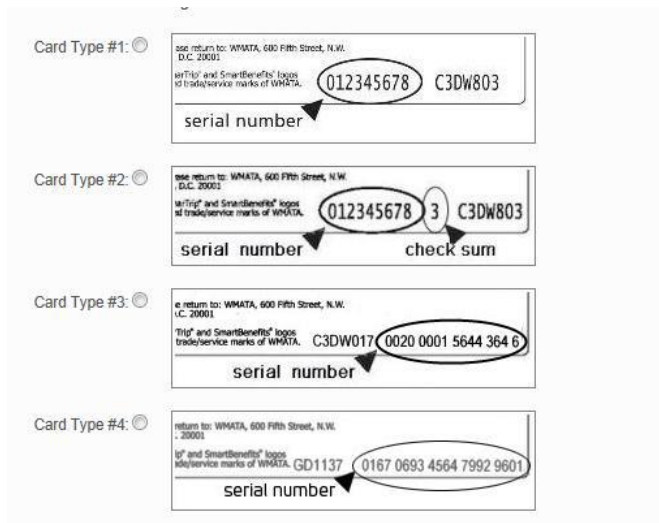 Card Type #1:
ase return to: WMATA, 600 Fifth Street, N.W.
D.C. 20001
arTrip® and SmartBenefits® logos
d trade/service marks of WMATA.
012345678 C3DW803
serial number
Card Type #2:
ase return to: WMATA, 600 Fifth Street, N.W.
, D.C. 20001
arTrip® and SmartBenefits® logos
d trade/service marks of WMATA.
012345678 3 C3DW803
serial number check sum
Card Type #3:
e return to: WMATA, 600 Fifth Street, N.W.
.C. 20001
Trip® and SmartBenefits® logos
trade/service marks of WMATA. C3DW017 0020 0001 5644 364 6
serial number
Card Type #4:
return to: WMATA, 600 Fifth Street, N.W.
. 20001
ip® and SmartBenefits® logos
ade/service marks of WMATA. GD1137 0167 0693 4564 7992 9601
serial number